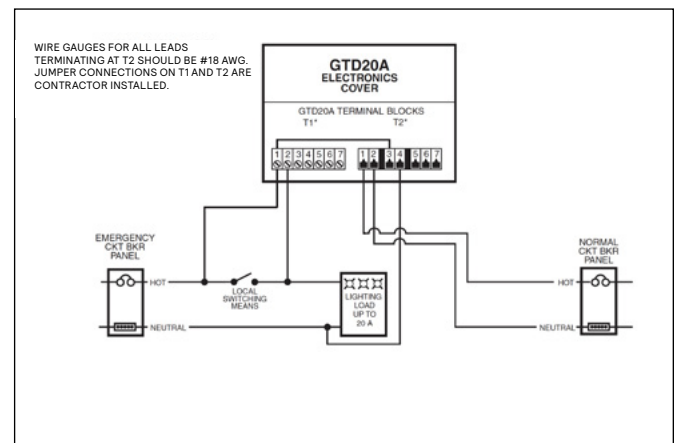 WIRE GAUGES FOR ALL LEADS
TERMINATING AT T2 SHOULD BE #18 AWG.
JUMPER CONNECTIONS ON T1 AND T2 ARE
CONTRACTOR INSTALLED.
GTD20A
ELECTRONICS
COVER
GTD20A TERMINAL BLOCKS
T1* T2*
1 2 3 4 5 6 7 1 2 3 4 5 6 7
EMERGENCY
CKT BKR
PANEL
HOT
NEUTRAL
LOCAL
SWITCHING
MEANS
LIGHTING
LOAD
UP TO
20 A
NORMAL
CKT BKR
PANEL
HOT
NEUTRAL